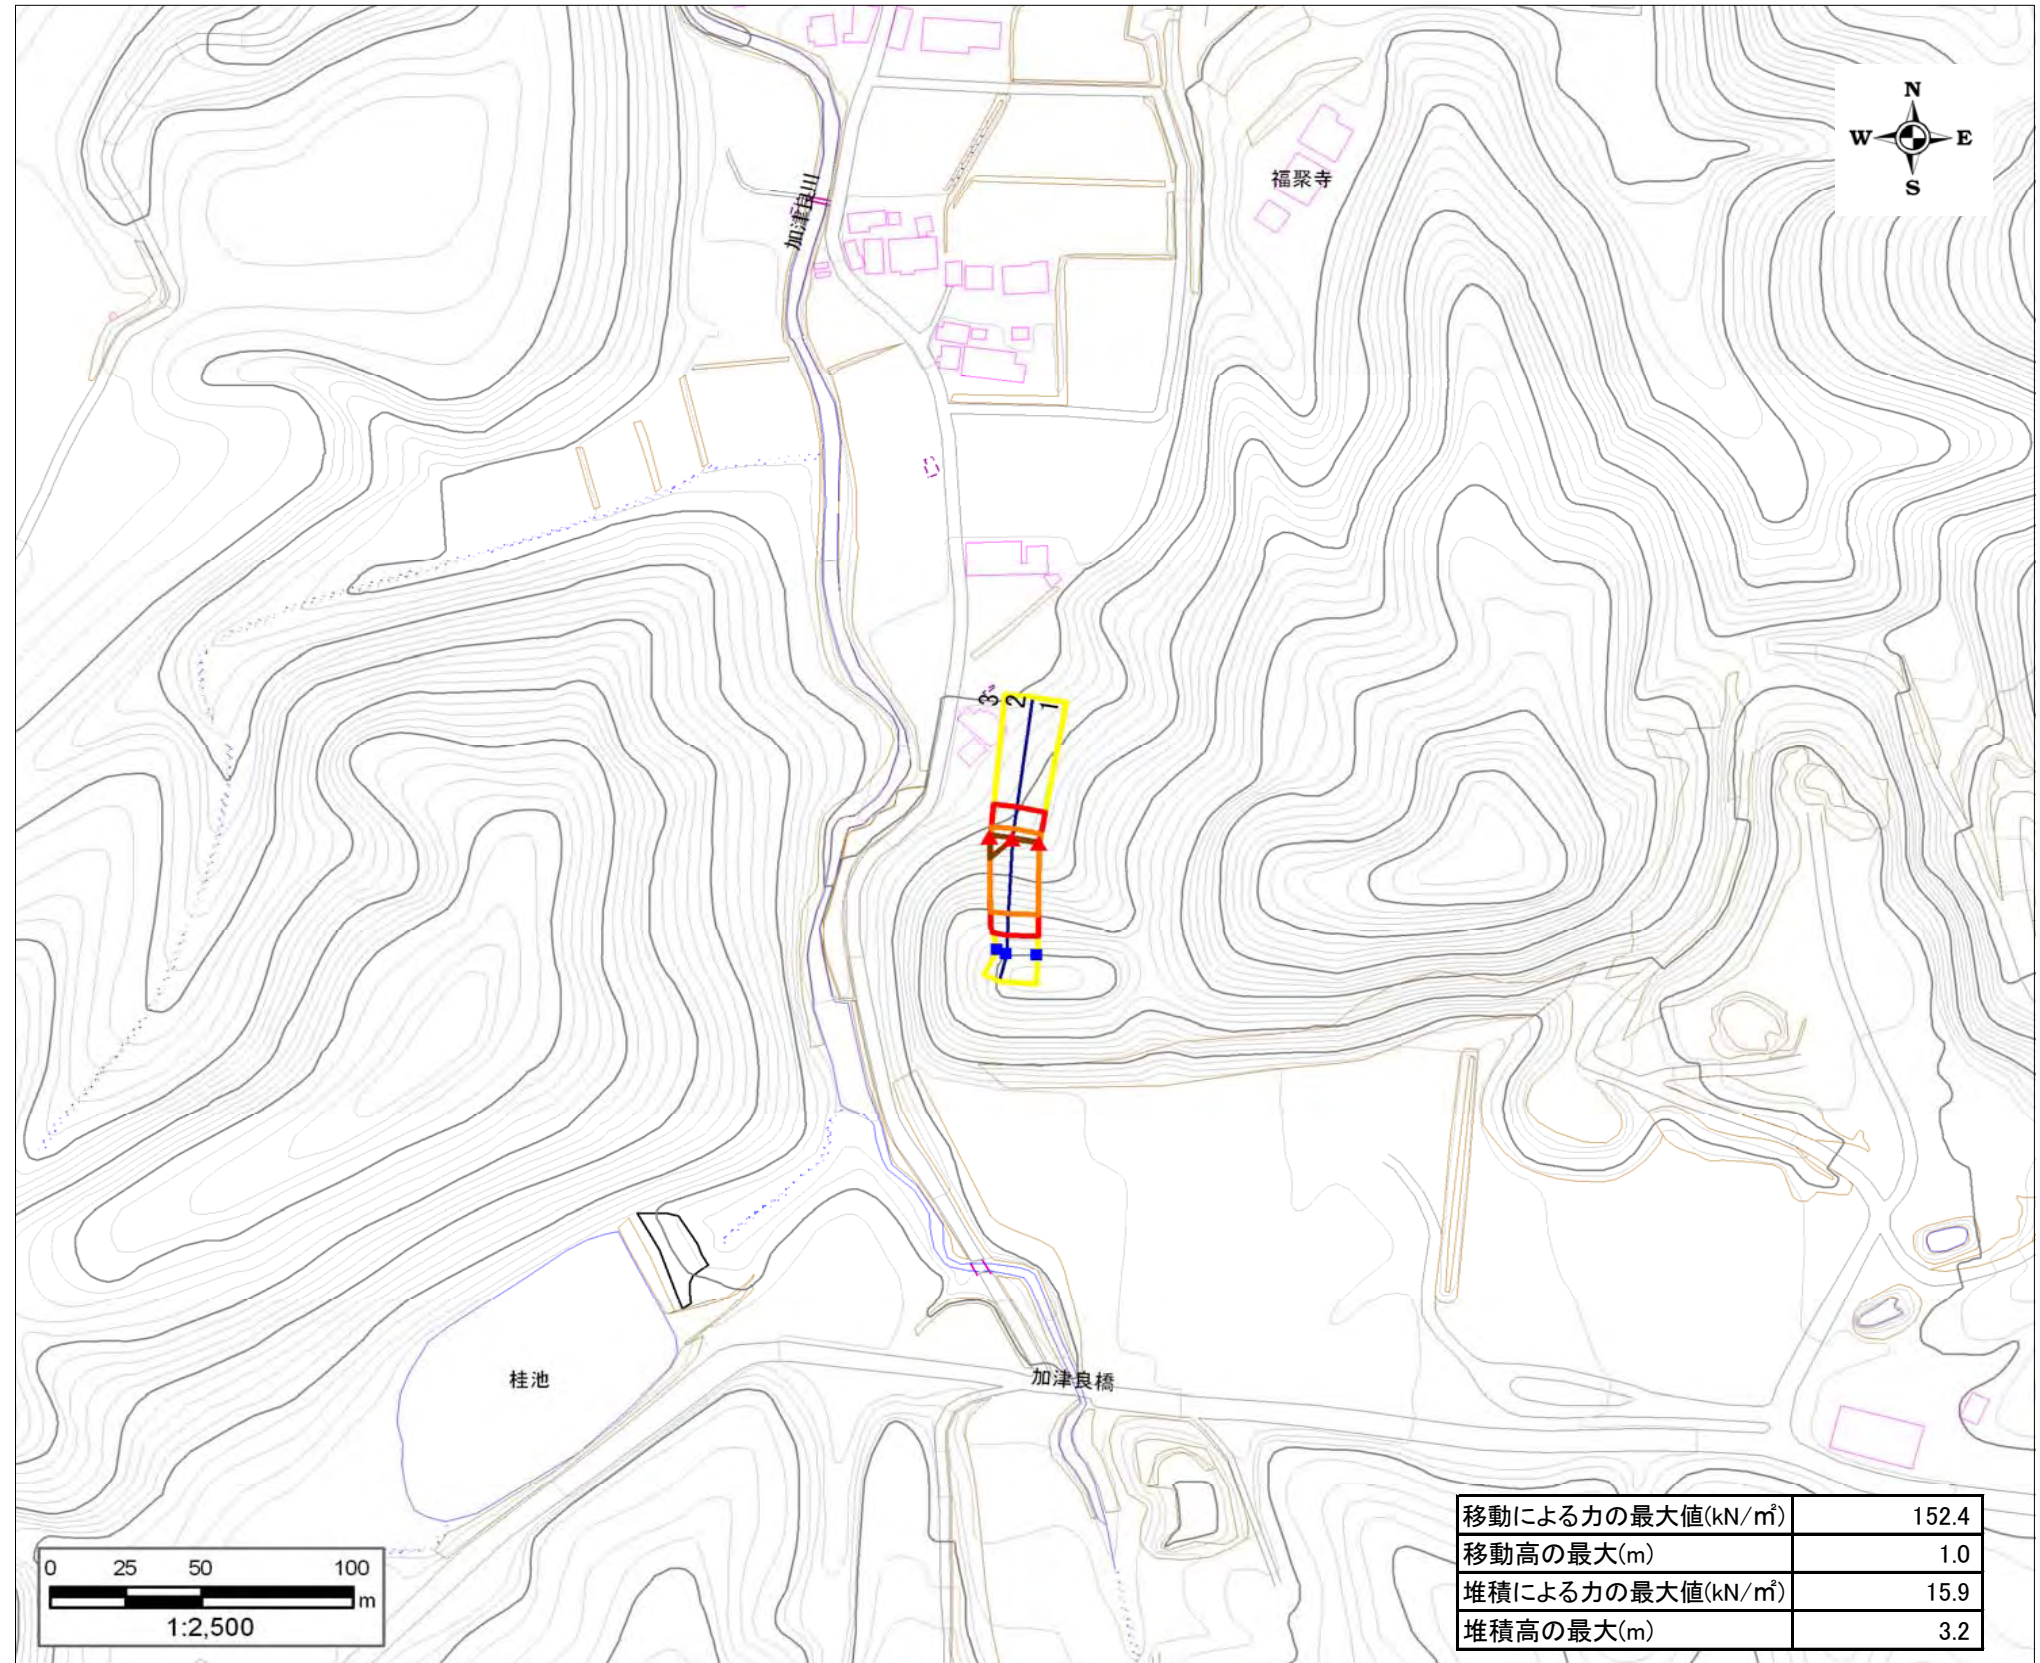 N
W E
S
福聚寺
加津良川
3 2 1
桂池
加津良橋
0 25 50 100
m
1:2,500
移動による力の最大値(kN/㎡) 152.4
移動高の最大(m) 1.0
堆積による力の最大値(kN/㎡) 15.9
堆積高の最大(m) 3.2